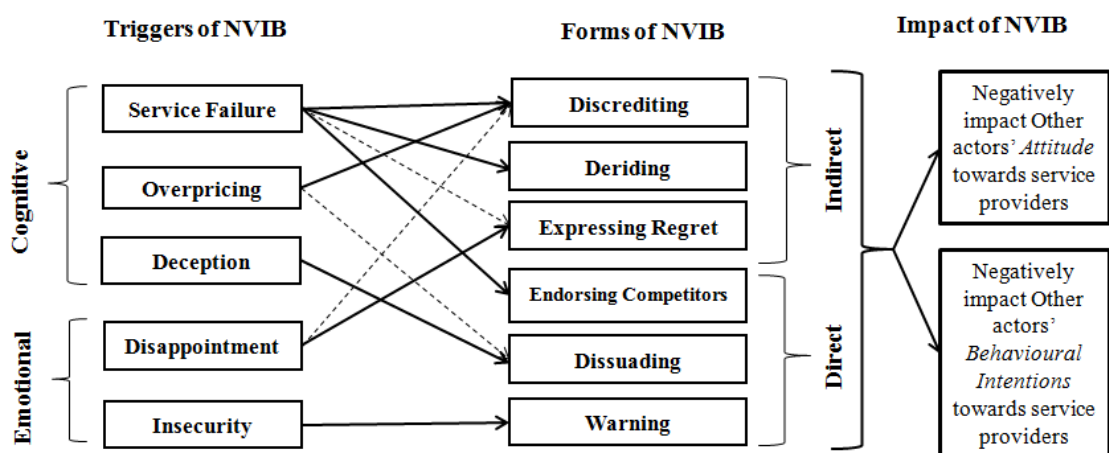 Triggers of NVIB
Forms of NVIB
Impact of NVIB
Cognitive
Service Failure
Overpricing
Deception
Emotional
Disappointment
Insecurity
Discrediting
Deriding
Expressing Regret
Endorsing Competitors
Dissuading
Warning
Indirect
Direct
Negatively
impact Other
actors’ Attitude
towards service
providers
Negatively
impact Other
actors’
Behavioural
Intentions
towards service
providers